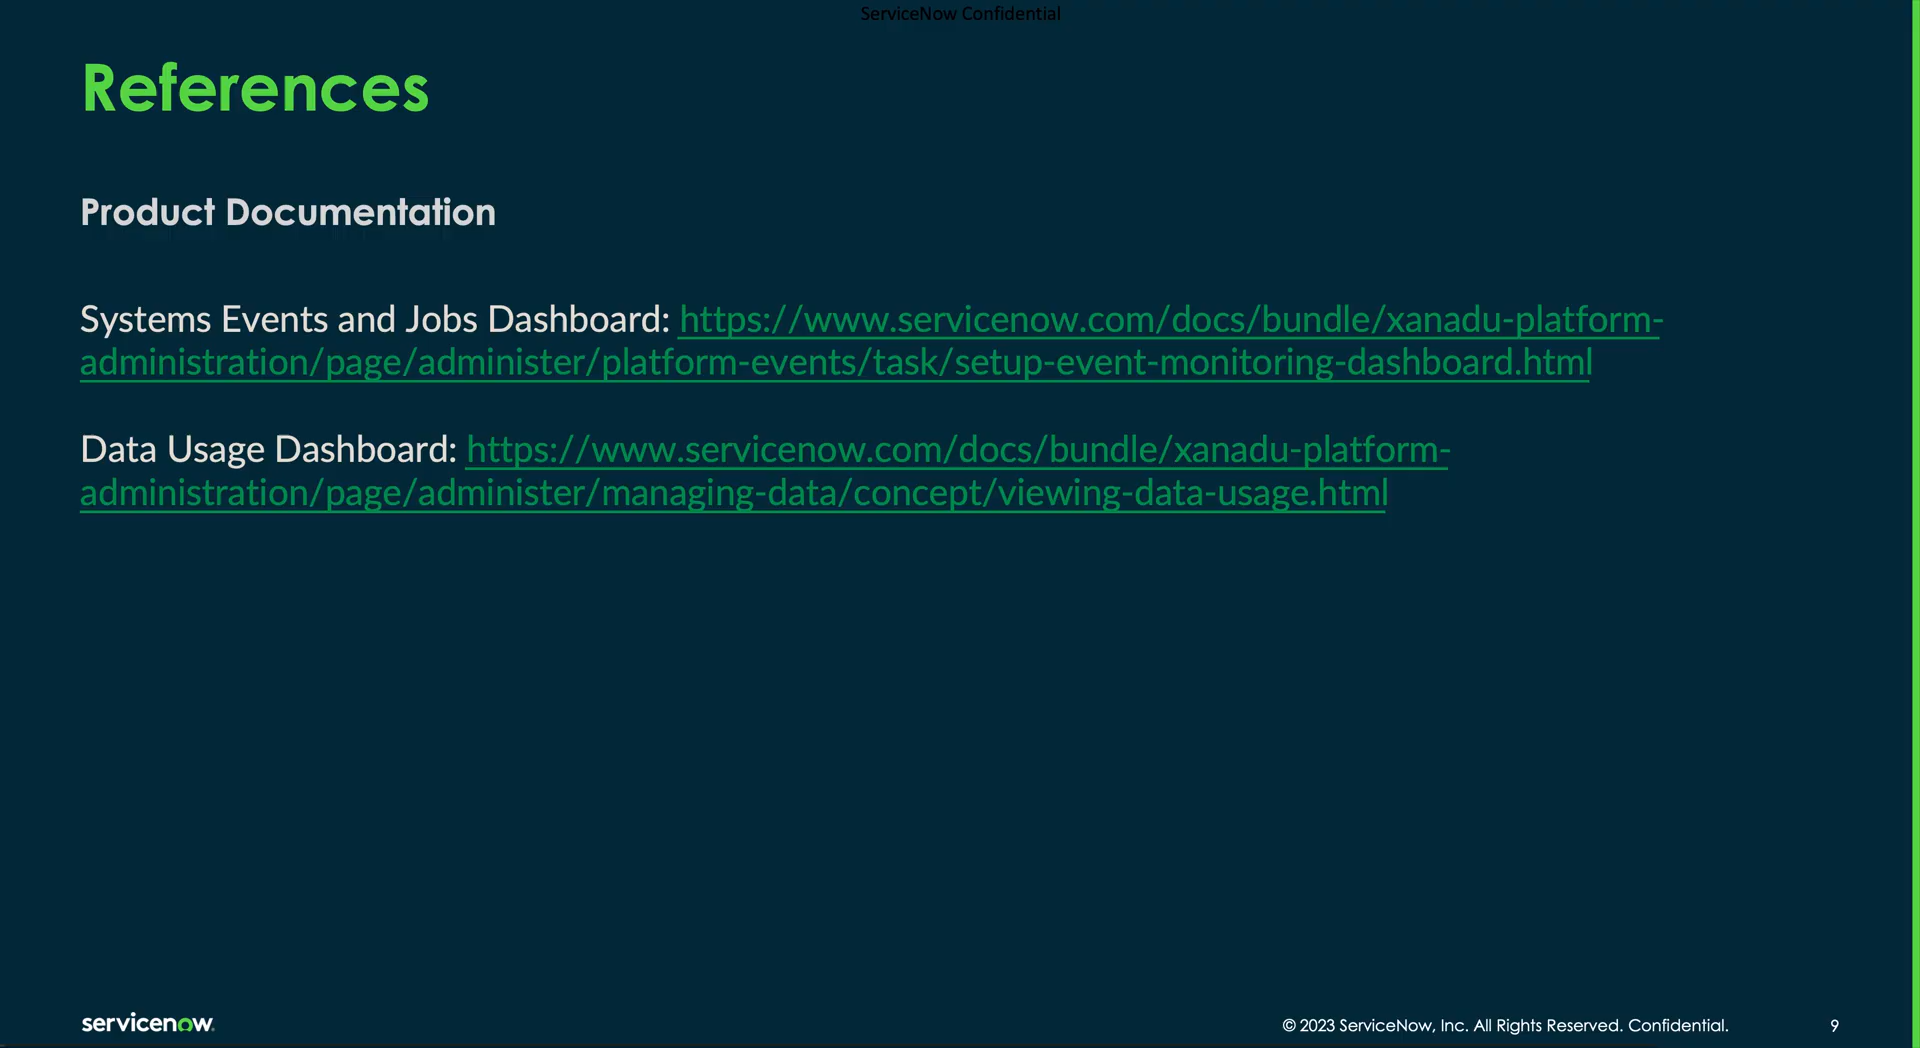 ServiceNow Confidential
References
Product Documentation
Systems Events and Jobs Dashboard: https://www.servicenow.com/docs/bundle/xanadu-platform-
administration/page/administer/platform-events/task/setup-event-monitoring-dashboard.html
Data Usage Dashboard: https://www.servicenow.com/docs/bundle/xanadu-platform-
administration/page/administer/managing-data/concept/viewing-data-usage.html
servicenow.
© 2023 ServiceNow, Inc. All Rights Reserved. Confidential.
9